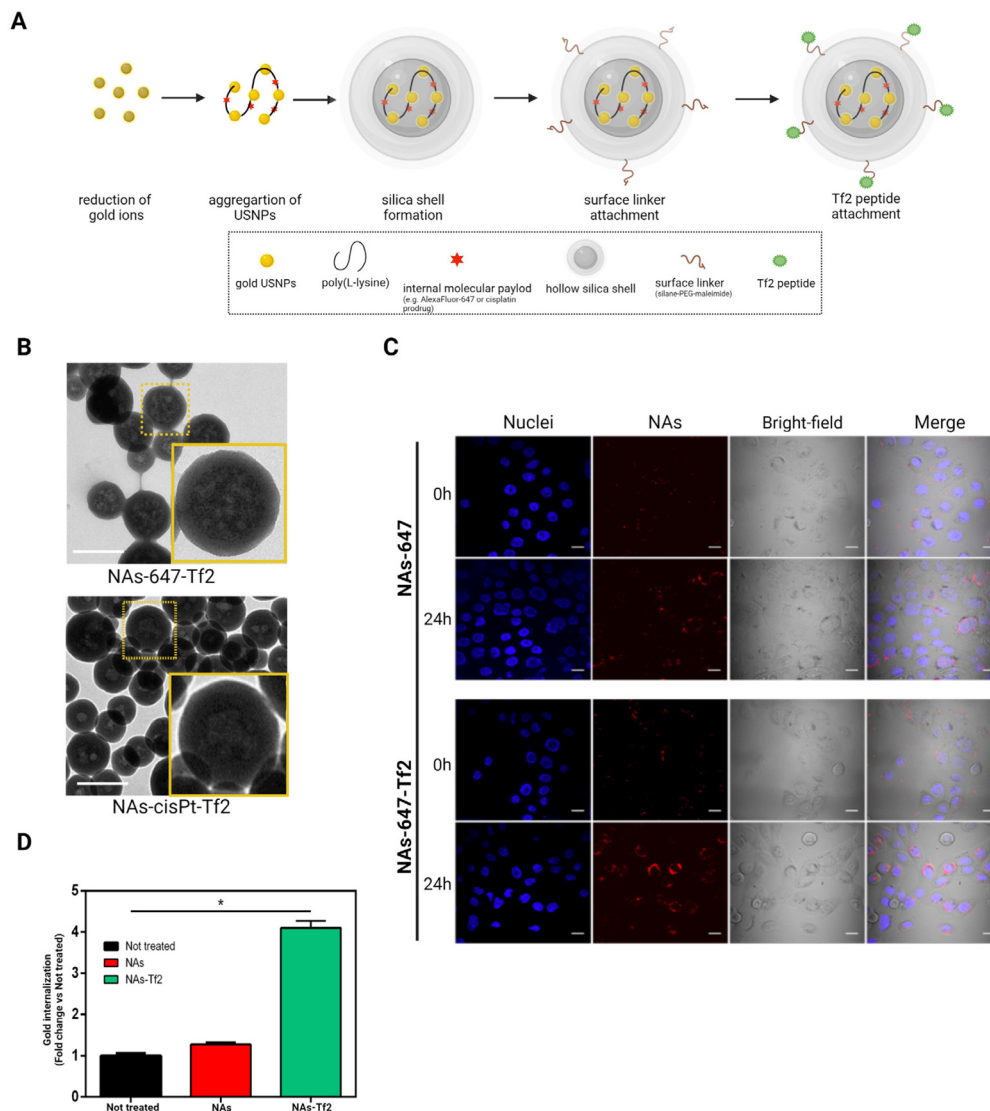 A
reduction of
gold ions
aggregartion of
USNPs
silica shell
formation
surface linker
attachment
Tf2 peptide
attachment
gold USNPs
poly(L-lysine)
internal molecular paylod
(e.g. AlexaFluor-647 or cisplatin
prodrug)
hollow silica shell
surface linker
(silane-PEG-maleimide)
Tf2 peptide
B
NAs-647-Tf2
NAs-cisPt-Tf2
C
Nuclei NAs Bright-field Merge
NAs-647
0h
24h
NAs-647-Tf2
0h
24h
D
Gold internalization
(Fold change vs Not treated)
5
4
3
2
1
0
*
Not treated
NAs
NAs-Tf2
Not treated NAs NAs-Tf2